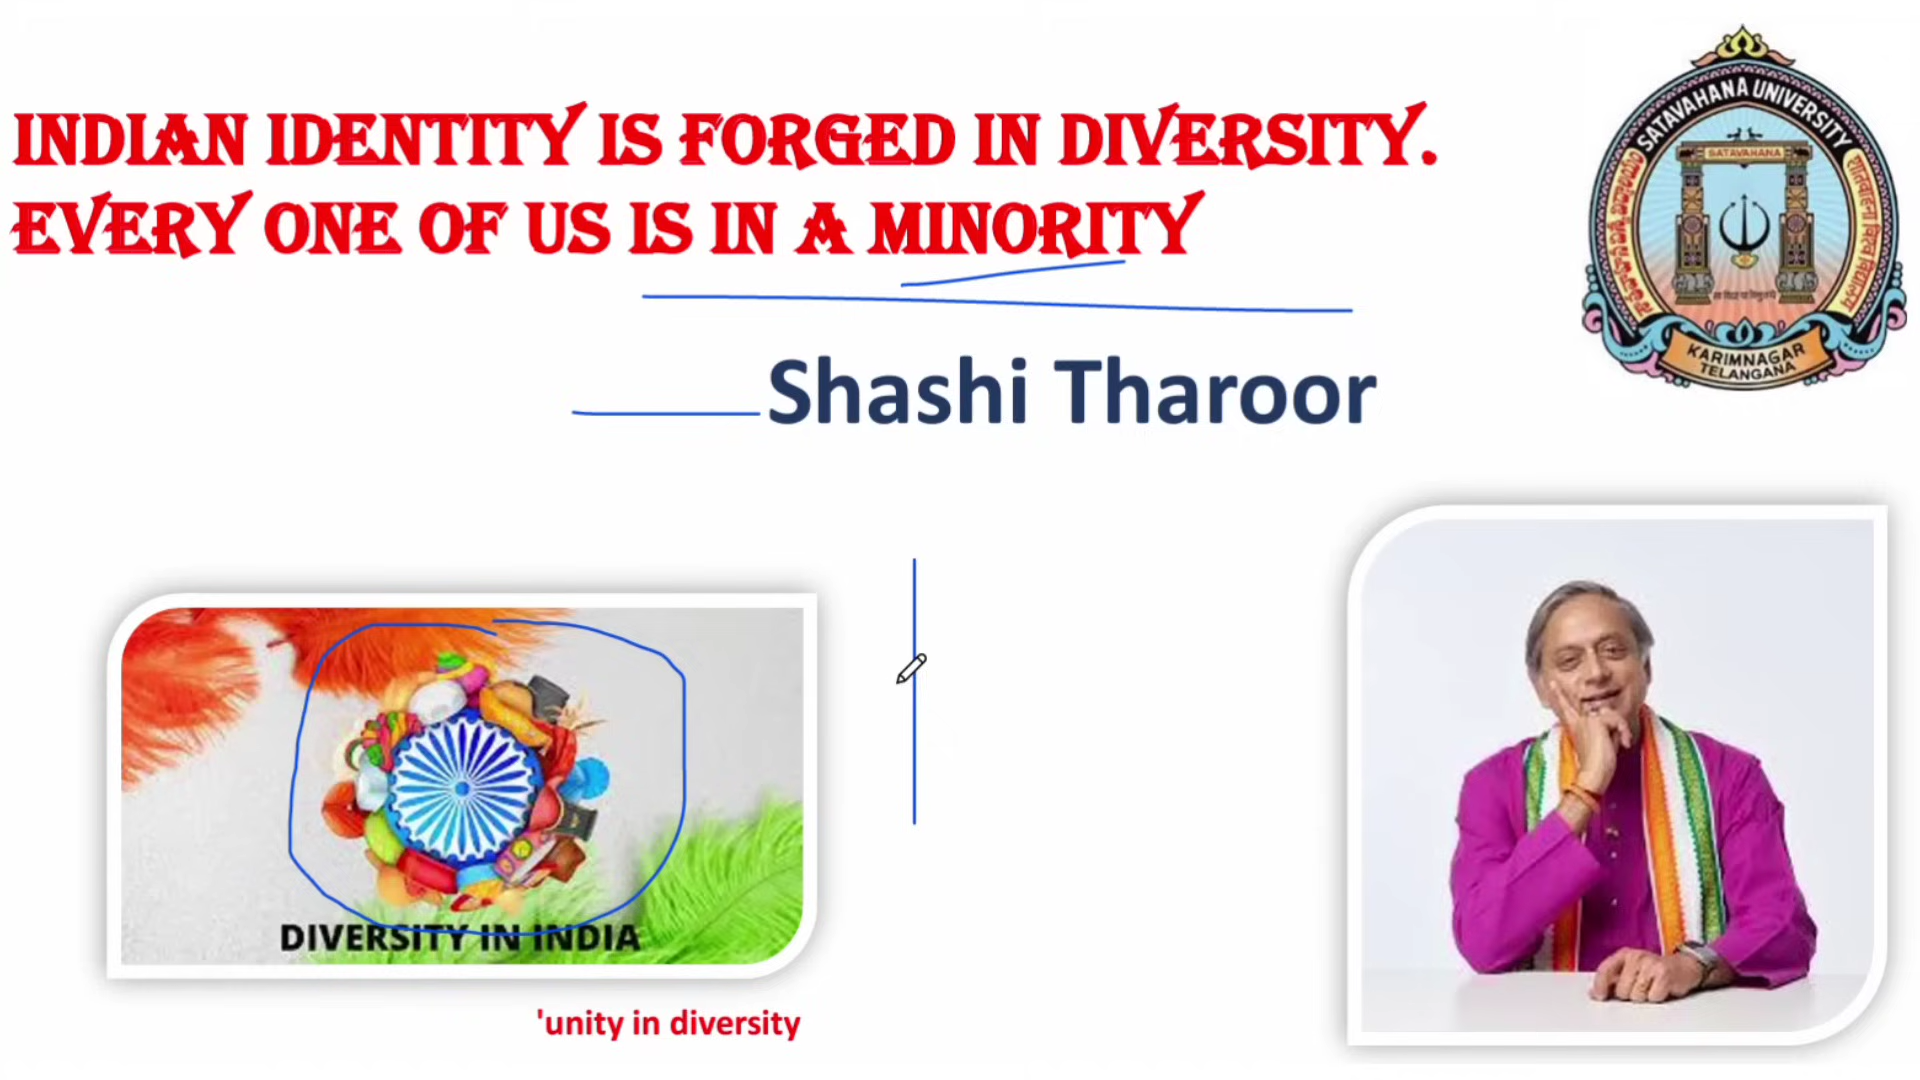 INDIAN IDENTITY IS FORGED IN DIVERSITY.
EVERY ONE OF US IS IN A MINORITY
Shashi Tharoor
SATAVAHANA UNIVERSITY
SATAVAHANA
KARIMNAGAR
TELANGANA
DIVERSITY IN INDIA
'unity in diversity